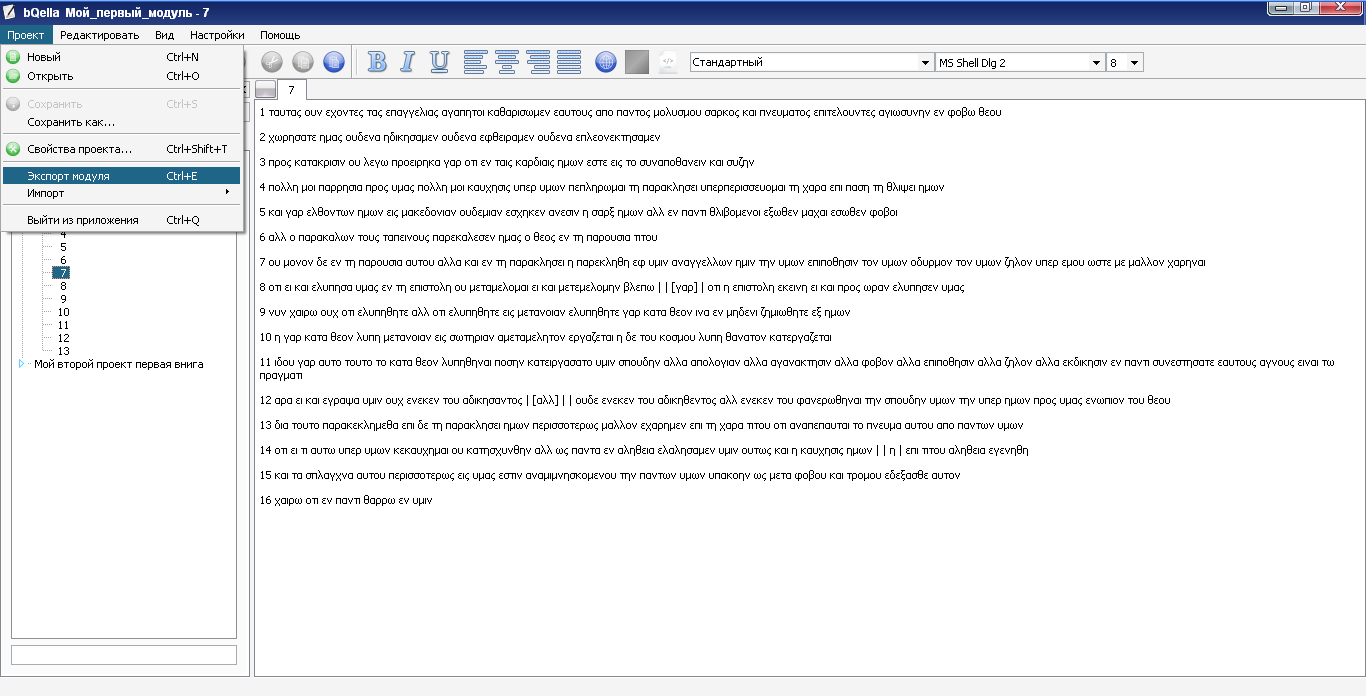 bQella Мой_первый_модуль - 7
Проект Редактировать Вид Настройки Помощь
Новый Ctrl+N
Открыть Ctrl+O
Сохранить Ctrl+S
Сохранить как...
Свойства проекта... Ctrl+Shift+T
Экспорт модуля Ctrl+E
Импорт
Выйти из приложения Ctrl+Q
B I U Стандартный MS Shell Dlg 2 8
4
5
6
7
8
9
10
11
12
13
Мой второй проект первая внига
7
1 ταυτας ουν εχοντες τας επαγγελιας αγαπητοι καθαρισωμεν εαυτους απο παντος μολυσμου σαρκος και πνευματος επιτελουντες αγιωσυνην εν φοβω θεου
2 χωρησατε ημας ουδενα ηδικησαμεν ουδενα εφθειραμεν ουδενα επλεονεκτησαμεν
3 προς κατακρισιν ου λεγω προειρηκα γαρ οτι εν ταις καρδιαις ημων εστε εις το συναποθανειν και συζην
4 πολλη μοι παρρησια προς υμας πολλη μοι καυχησις υπερ υμων πεπληρωμαι τη παρακλησει υπερπερισσευομαι τη χαρα επι παση τη θλιψει ημων
5 και γαρ ελθοντων ημων εις μακεδονιαν ουδεμιαν εσχηκεν ανεσιν η σαρξ ημων αλλ εν παντι θλιβομενοι εξωθεν μαχαι εσωθεν φοβοι
6 αλλ ο παρακαλων τους ταπεινους παρεκαλεσεν ημας ο θεος εν τη παρουσια τιτου
7 ου μονον δε εν τη παρουσια αυτου αλλα και εν τη παρακλησει η παρεκληθη εφ υμιν αναγγελλων ημιν την υμων επιποθησιν τον υμων οδυρμον τον υμων ζηλον υπερ εμου ωστε με μαλλον χαρηναι
8 οτι ει και ελυπησα υμας εν τη επιστολη ου μεταμελομαι ει και μετεμελομην βλεπω | | [γαρ] | οτι η επιστολη εκεινη ει και προς ωραν ελυπησεν υμας
9 νυν χαιρω ουχ οτι ελυπηθητε αλλ οτι ελυπηθητε εις μετανοιαν ελυπηθητε γαρ κατα θεον ινα εν μηδενι ζημιωθητε εξ ημων
10 η γαρ κατα θεον λυπη μετανοιαν εις σωτηριαν αμεταμελητον εργαζεται η δε του κοσμου λυπη θανατον κατεργαζεται
11 ιδου γαρ αυτο τουτο το κατα θεον λυπηθηναι ποσην κατειργασατο υμιν σπουδην αλλα απολογιαν αλλα αγανακτησιν αλλα φοβον αλλα επιποθησιν αλλα ζηλον αλλα εκδικησιν εν παντι συνεστησατε εαυτους αγνους ειναι τω
πραγματι
12 αρα ει και εγραψα υμιν ουχ ενεκεν του αδικησαντος | [αλλ] | | ουδε ενεκεν του αδικηθεντος αλλ ενεκεν του φανερωθηναι την σπουδην υμων την υπερ ημων προς υμας ενωπιον του θεου
13 δια τουτο παρακεκλημεθα επι δε τη παρακλησει ημων περισσοτερως μαλλον εχαρημεν επι τη χαρα τιτου οτι αναπεπαυται το πνευμα αυτου απο παντων υμων
14 οτι ει τι αυτω υπερ υμων κεκαυχημαι ου κατησχυνθην αλλ ως παντα εν αληθεια ελαλησαμεν υμιν ουτως και η καυχησις ημων | | η | επι τιτου αληθεια εγενηθη
15 και τα σπλαγχνα αυτου περισσοτερως εις υμας εστιν αναμιμνησκομενου την παντων υμων υπακοην ως μετα φοβου και τρομου εδεξασθε αυτον
16 χαιρω οτι εν παντι θαρρω εν υμιν